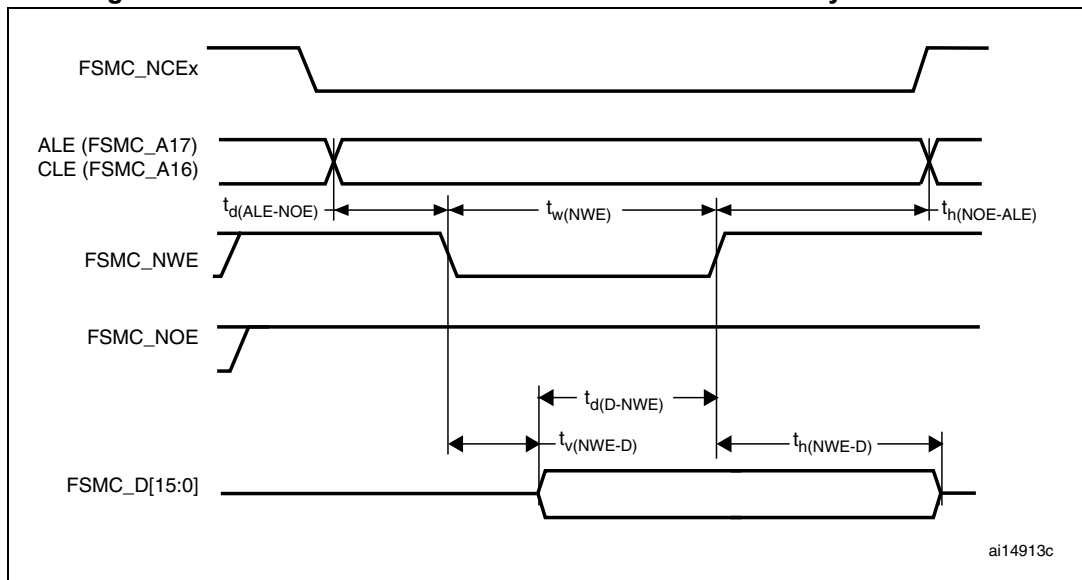 FSMC_NCEx
ALE (FSMC_A17)
CLE (FSMC_A16)
td(ALE-NOE) tw(NWE) th(NOE-ALE)
FSMC_NWE
FSMC_NOE
td(D-NWE)
tv(NWE-D) th(NWE-D)
FSMC_D[15:0]
ai14913c